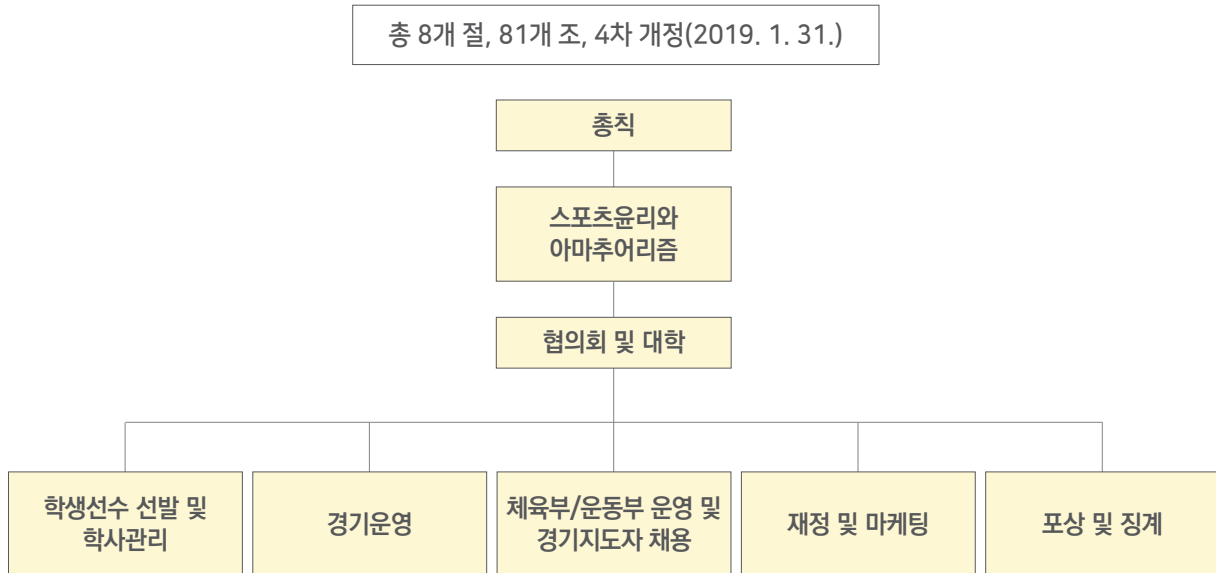 총 8개 절, 81개 조, 4차 개정(2019. 1. 31.)
총칙
스포츠윤리와
아마추어리즘
협의회 및 대학
학생선수 선발 및
학사관리
경기운영
체육부/운동부 운영 및
경기지도자 채용
재정 및 마케팅
포상 및 징계